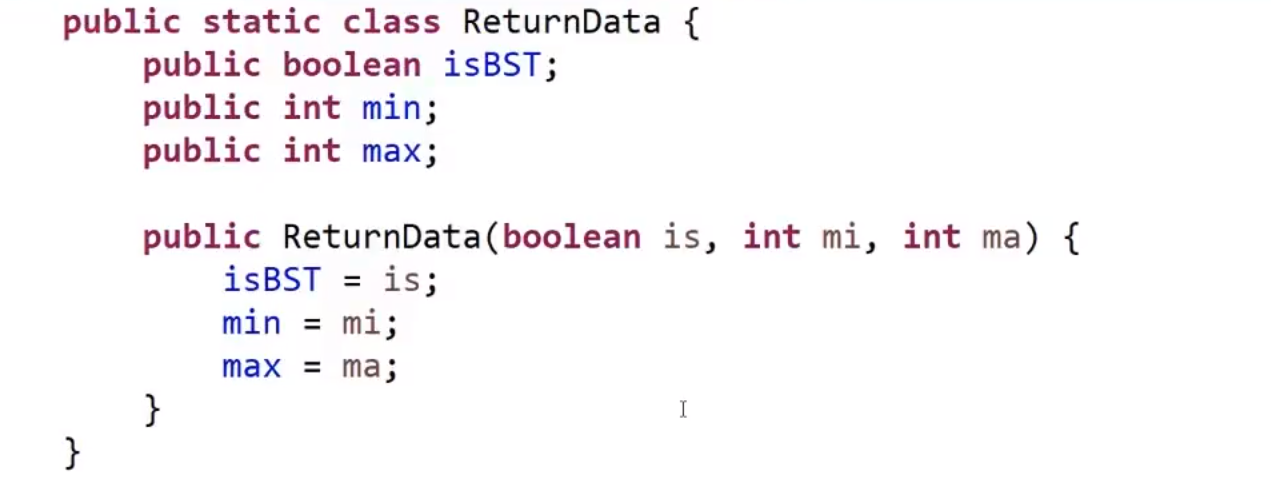 public static class ReturnData {
    public boolean isBST;
    public int min;
    public int max;

    public ReturnData(boolean is, int mi, int ma) {
        isBST = is;
        min = mi;
        max = ma;
    }
}